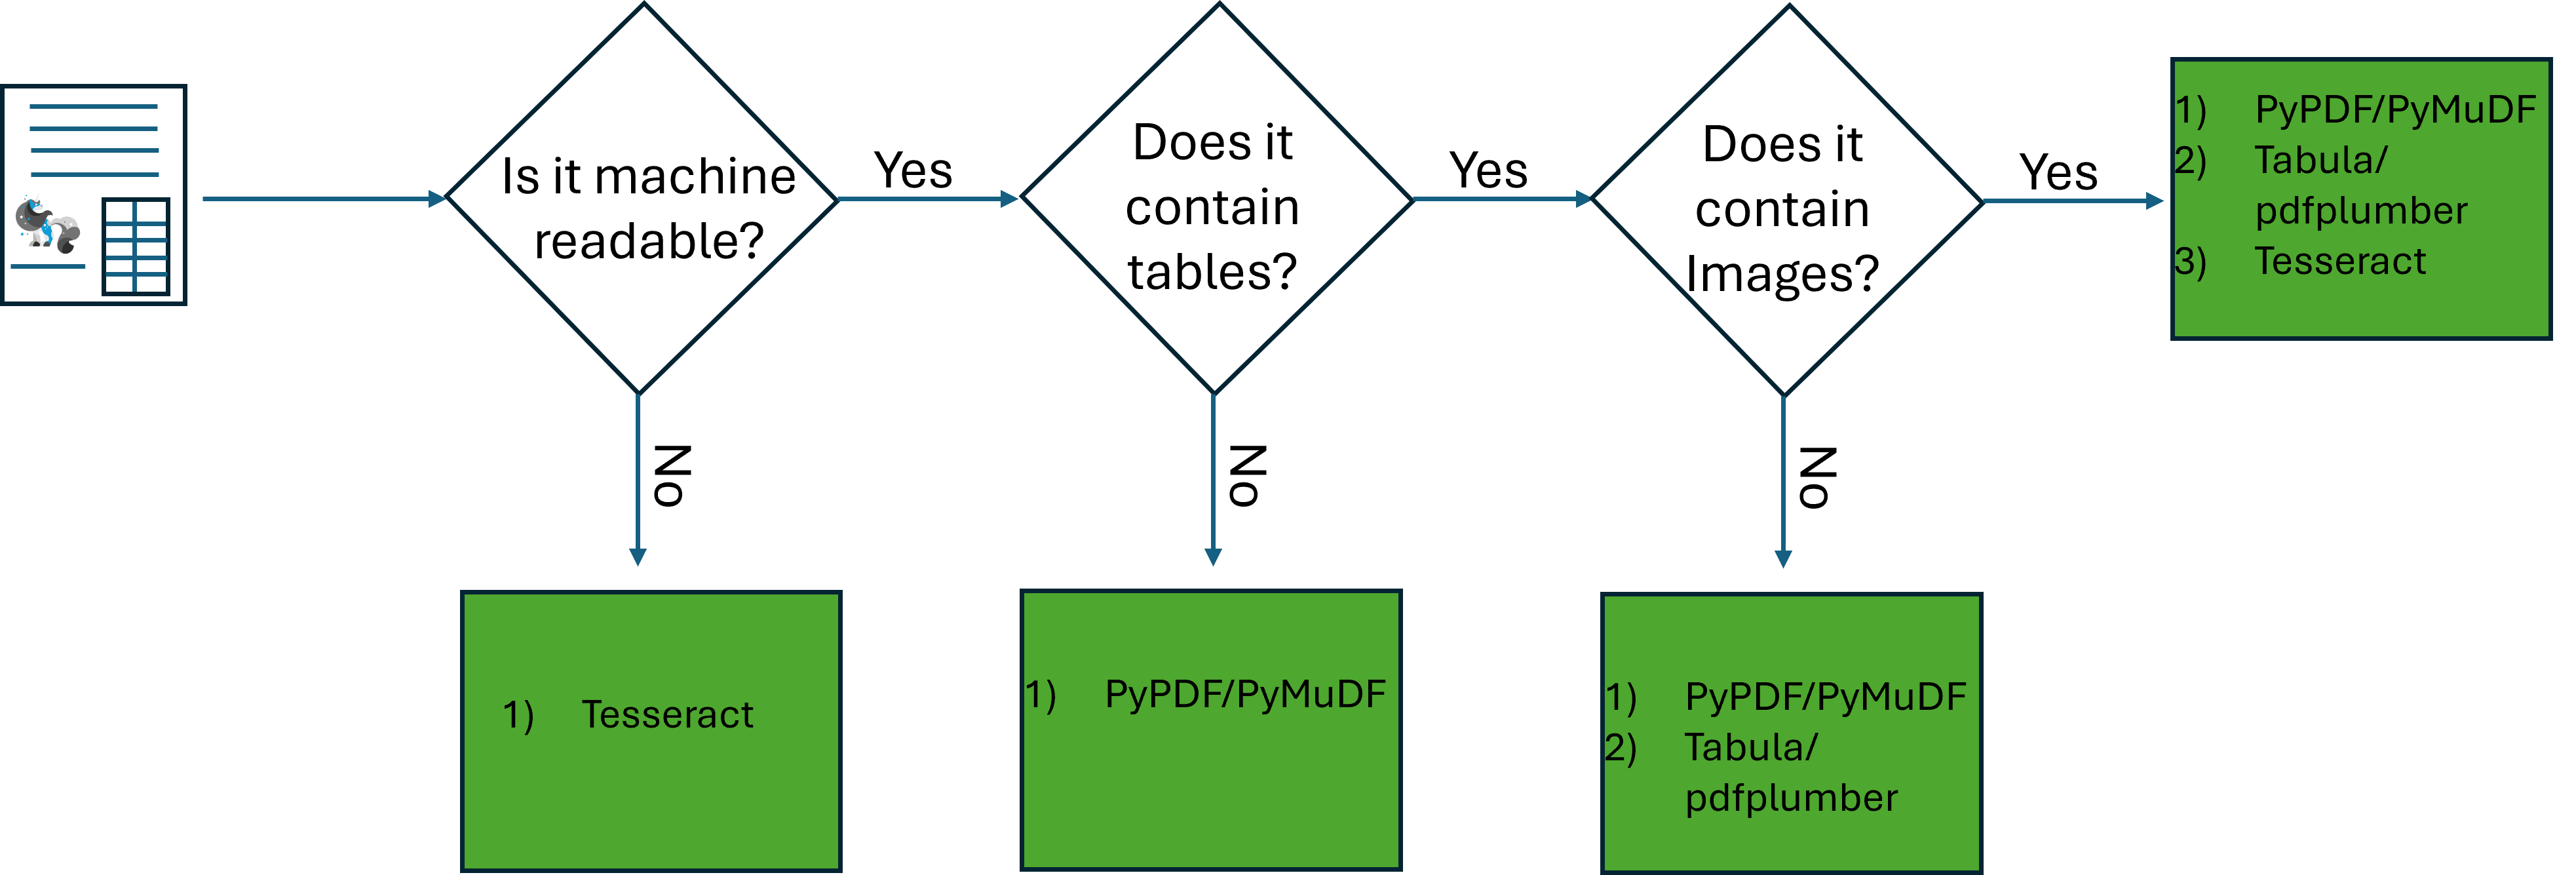 Is it machine
readable?
Yes
Does it
contain
tables?
Yes
Does it
contain
Images?
Yes
1) PyPDF/PyMuDF
2) Tabula/
pdfplumber
3) Tesseract
No
No
No
1) Tesseract
1) PyPDF/PyMuDF
1) PyPDF/PyMuDF
2) Tabula/
pdfplumber